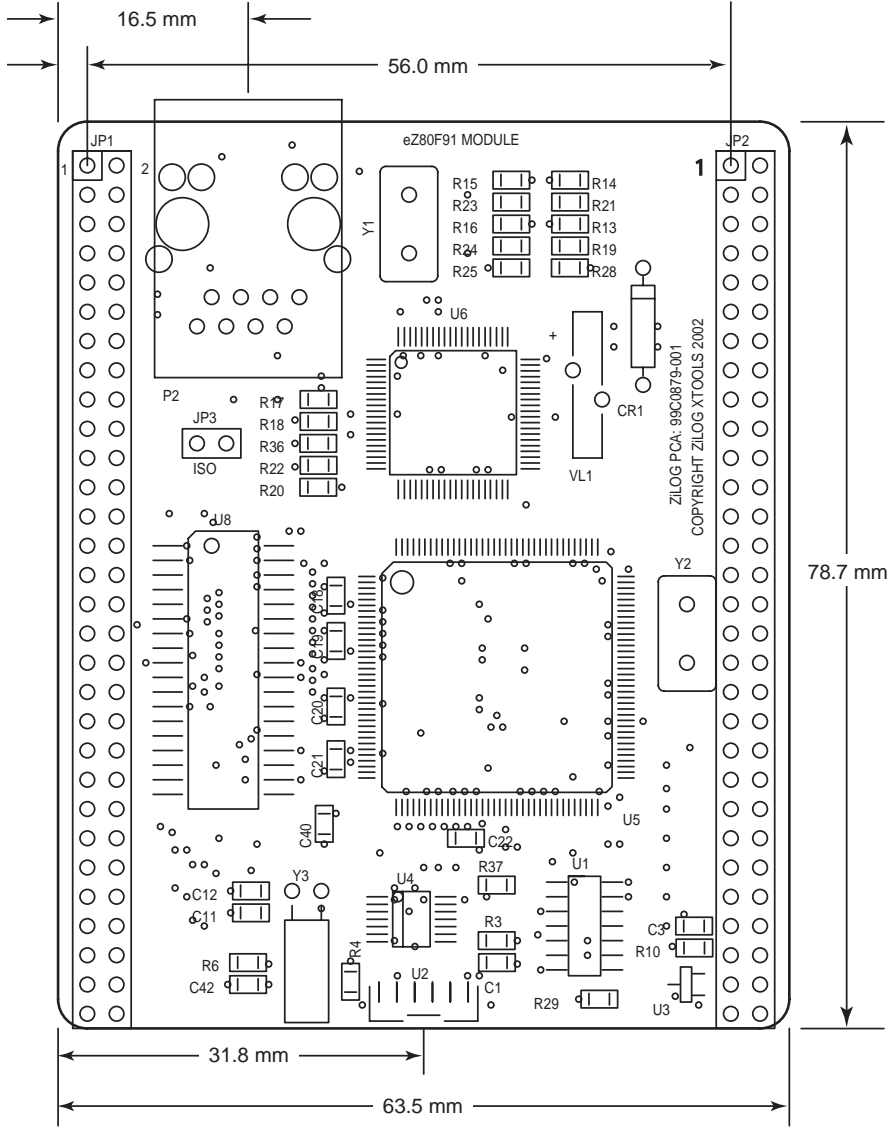 16.5 mm
56.0 mm
eZ80F91 MODULE
JP1
JP2
1
2
1
R15
R14
R23
R21
R16
R13
R24
R19
R25
R28
Y1
U6
+
P2
R17
JP3
R18
R36
ISO
R22
R20
CR1
VL1
ZiLOG PCA: 99C0879-001
COPYRIGHT ZiLOG XTOOLS 2002
U8
Y2
78.7 mm
C18
C19
C20
C21
C40
U5
C22
Y3
U4
R37
U1
C12
C11
C3
R3
R10
R4
R6
U2
C42
C1
R29
U3
31.8 mm
63.5 mm